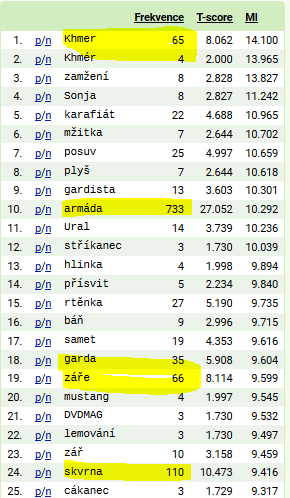 Frekvence T-score MI
1. p/n Khmer 65 8.062 14.100
2. p/n Khmér 4 2.000 13.965
3. p/n zamžení 8 2.828 13.827
4. p/n Sonja 8 2.827 11.242
5. p/n karafiát 22 4.688 10.965
6. p/n mžitka 7 2.644 10.702
7. p/n posuv 25 4.997 10.659
8. p/n plyš 7 2.644 10.618
9. p/n gardista 13 3.603 10.301
10. p/n armáda 733 27.052 10.292
11. p/n Ural 14 3.739 10.236
12. p/n stříkanec 3 1.730 10.039
13. p/n hlinka 4 1.998 9.894
14. p/n přísvit 5 2.234 9.840
15. p/n rtěnka 27 5.190 9.735
16. p/n báň 9 2.996 9.715
17. p/n samet 19 4.353 9.616
18. p/n garda 35 5.908 9.604
19. p/n záře 66 8.114 9.599
20. p/n mustang 4 1.997 9.545
21. p/n DVDMAG 3 1.730 9.532
22. p/n lemování 3 1.730 9.497
23. p/n zář 10 3.158 9.459
24. p/n skvrna 110 10.473 9.416
25. p/n cákanec 3 1.729 9.317